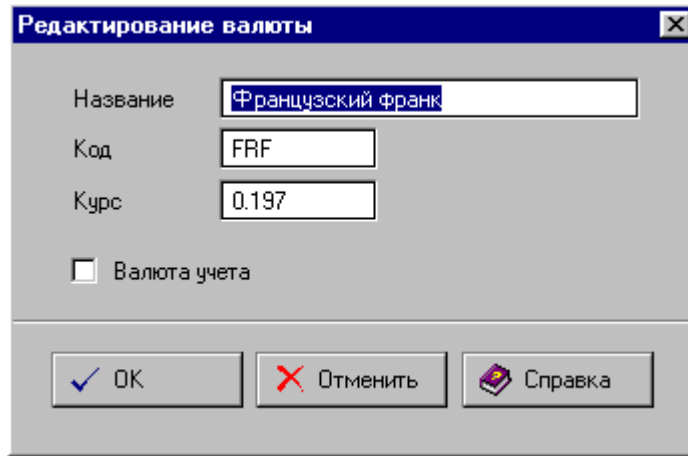 Редактирование валюты
Название Французский франк
Код FRF
Курс 0.197
Валюта учета
OK Отменить Справка